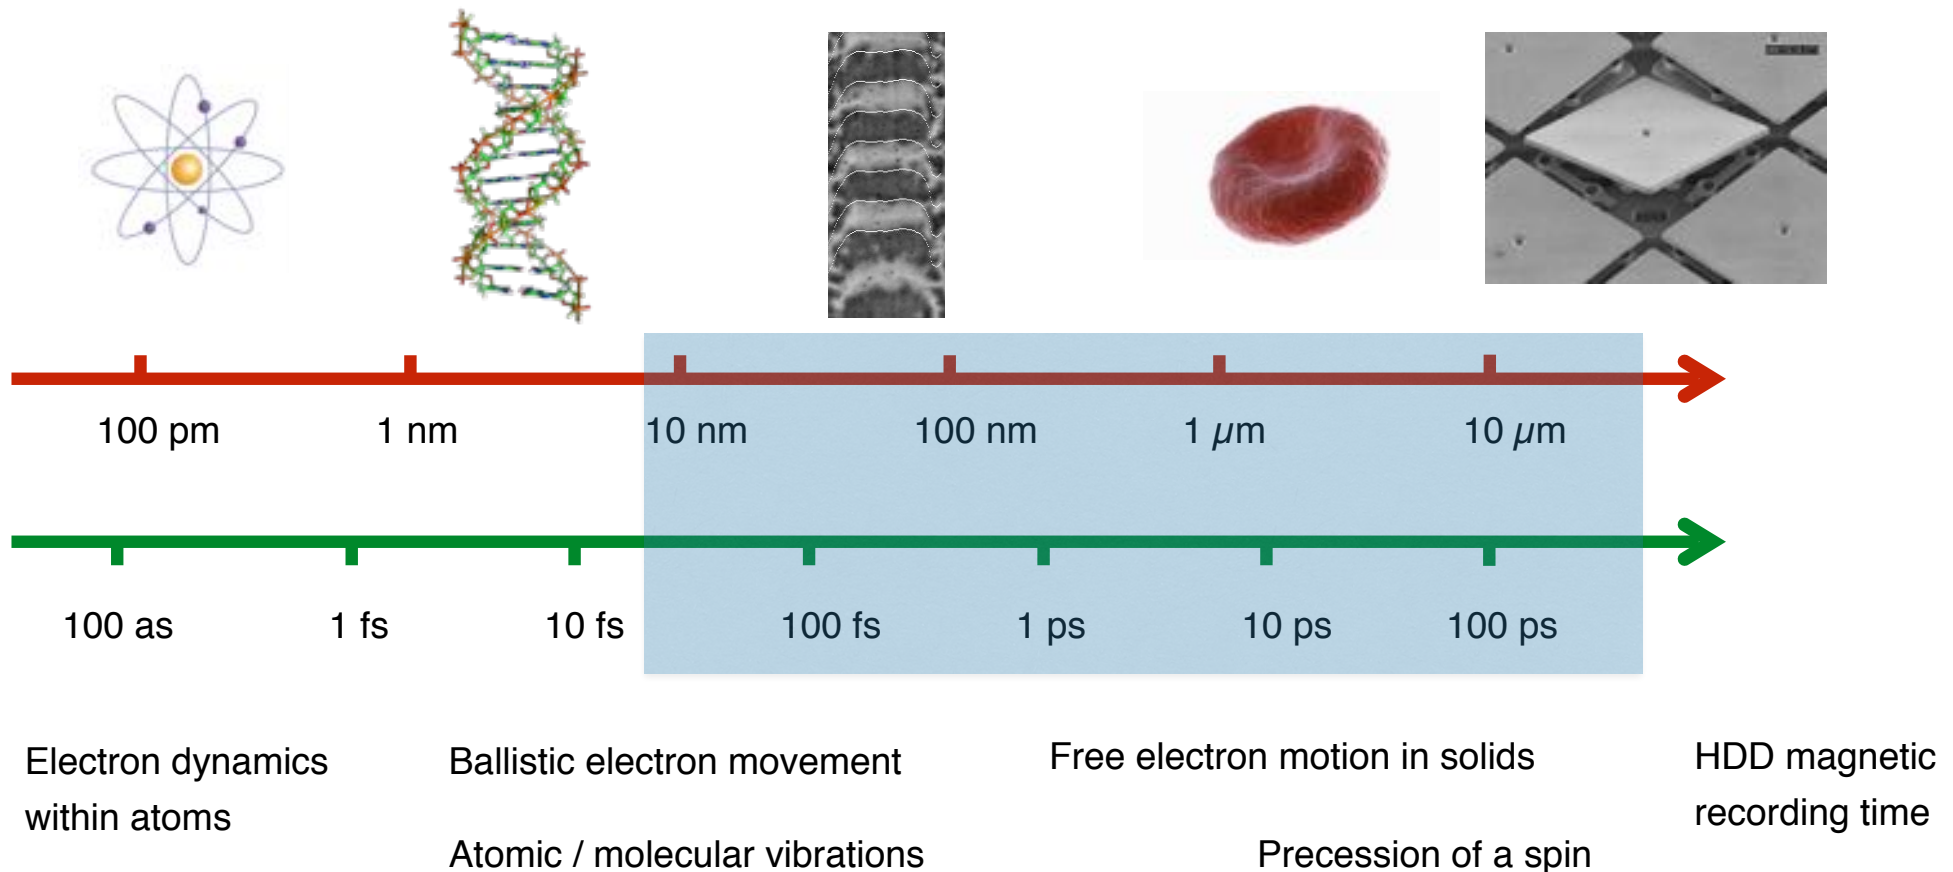 100 pm
1 nm
10 nm
100 nm
1 µm
10 µm
100 as
1 fs
10 fs
100 fs
1 ps
10 ps
100 ps
Electron dynamics
within atoms
Ballistic electron movement
Free electron motion in solids
HDD magnetic
recording time
Atomic / molecular vibrations
Precession of a spin